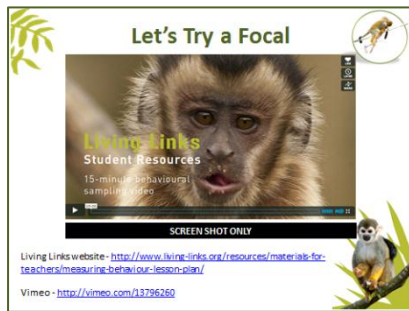 Let's Try a Focal
Living Links
Student Resources
15-minute behavioural
sampling video
SCREEN SHOT ONLY
Living Links website - http://www.living-links.org/resources/materials-for-
teachers/measuring-behaviour-lesson-plan/
Vimeo - http://vimeo.com/13796260